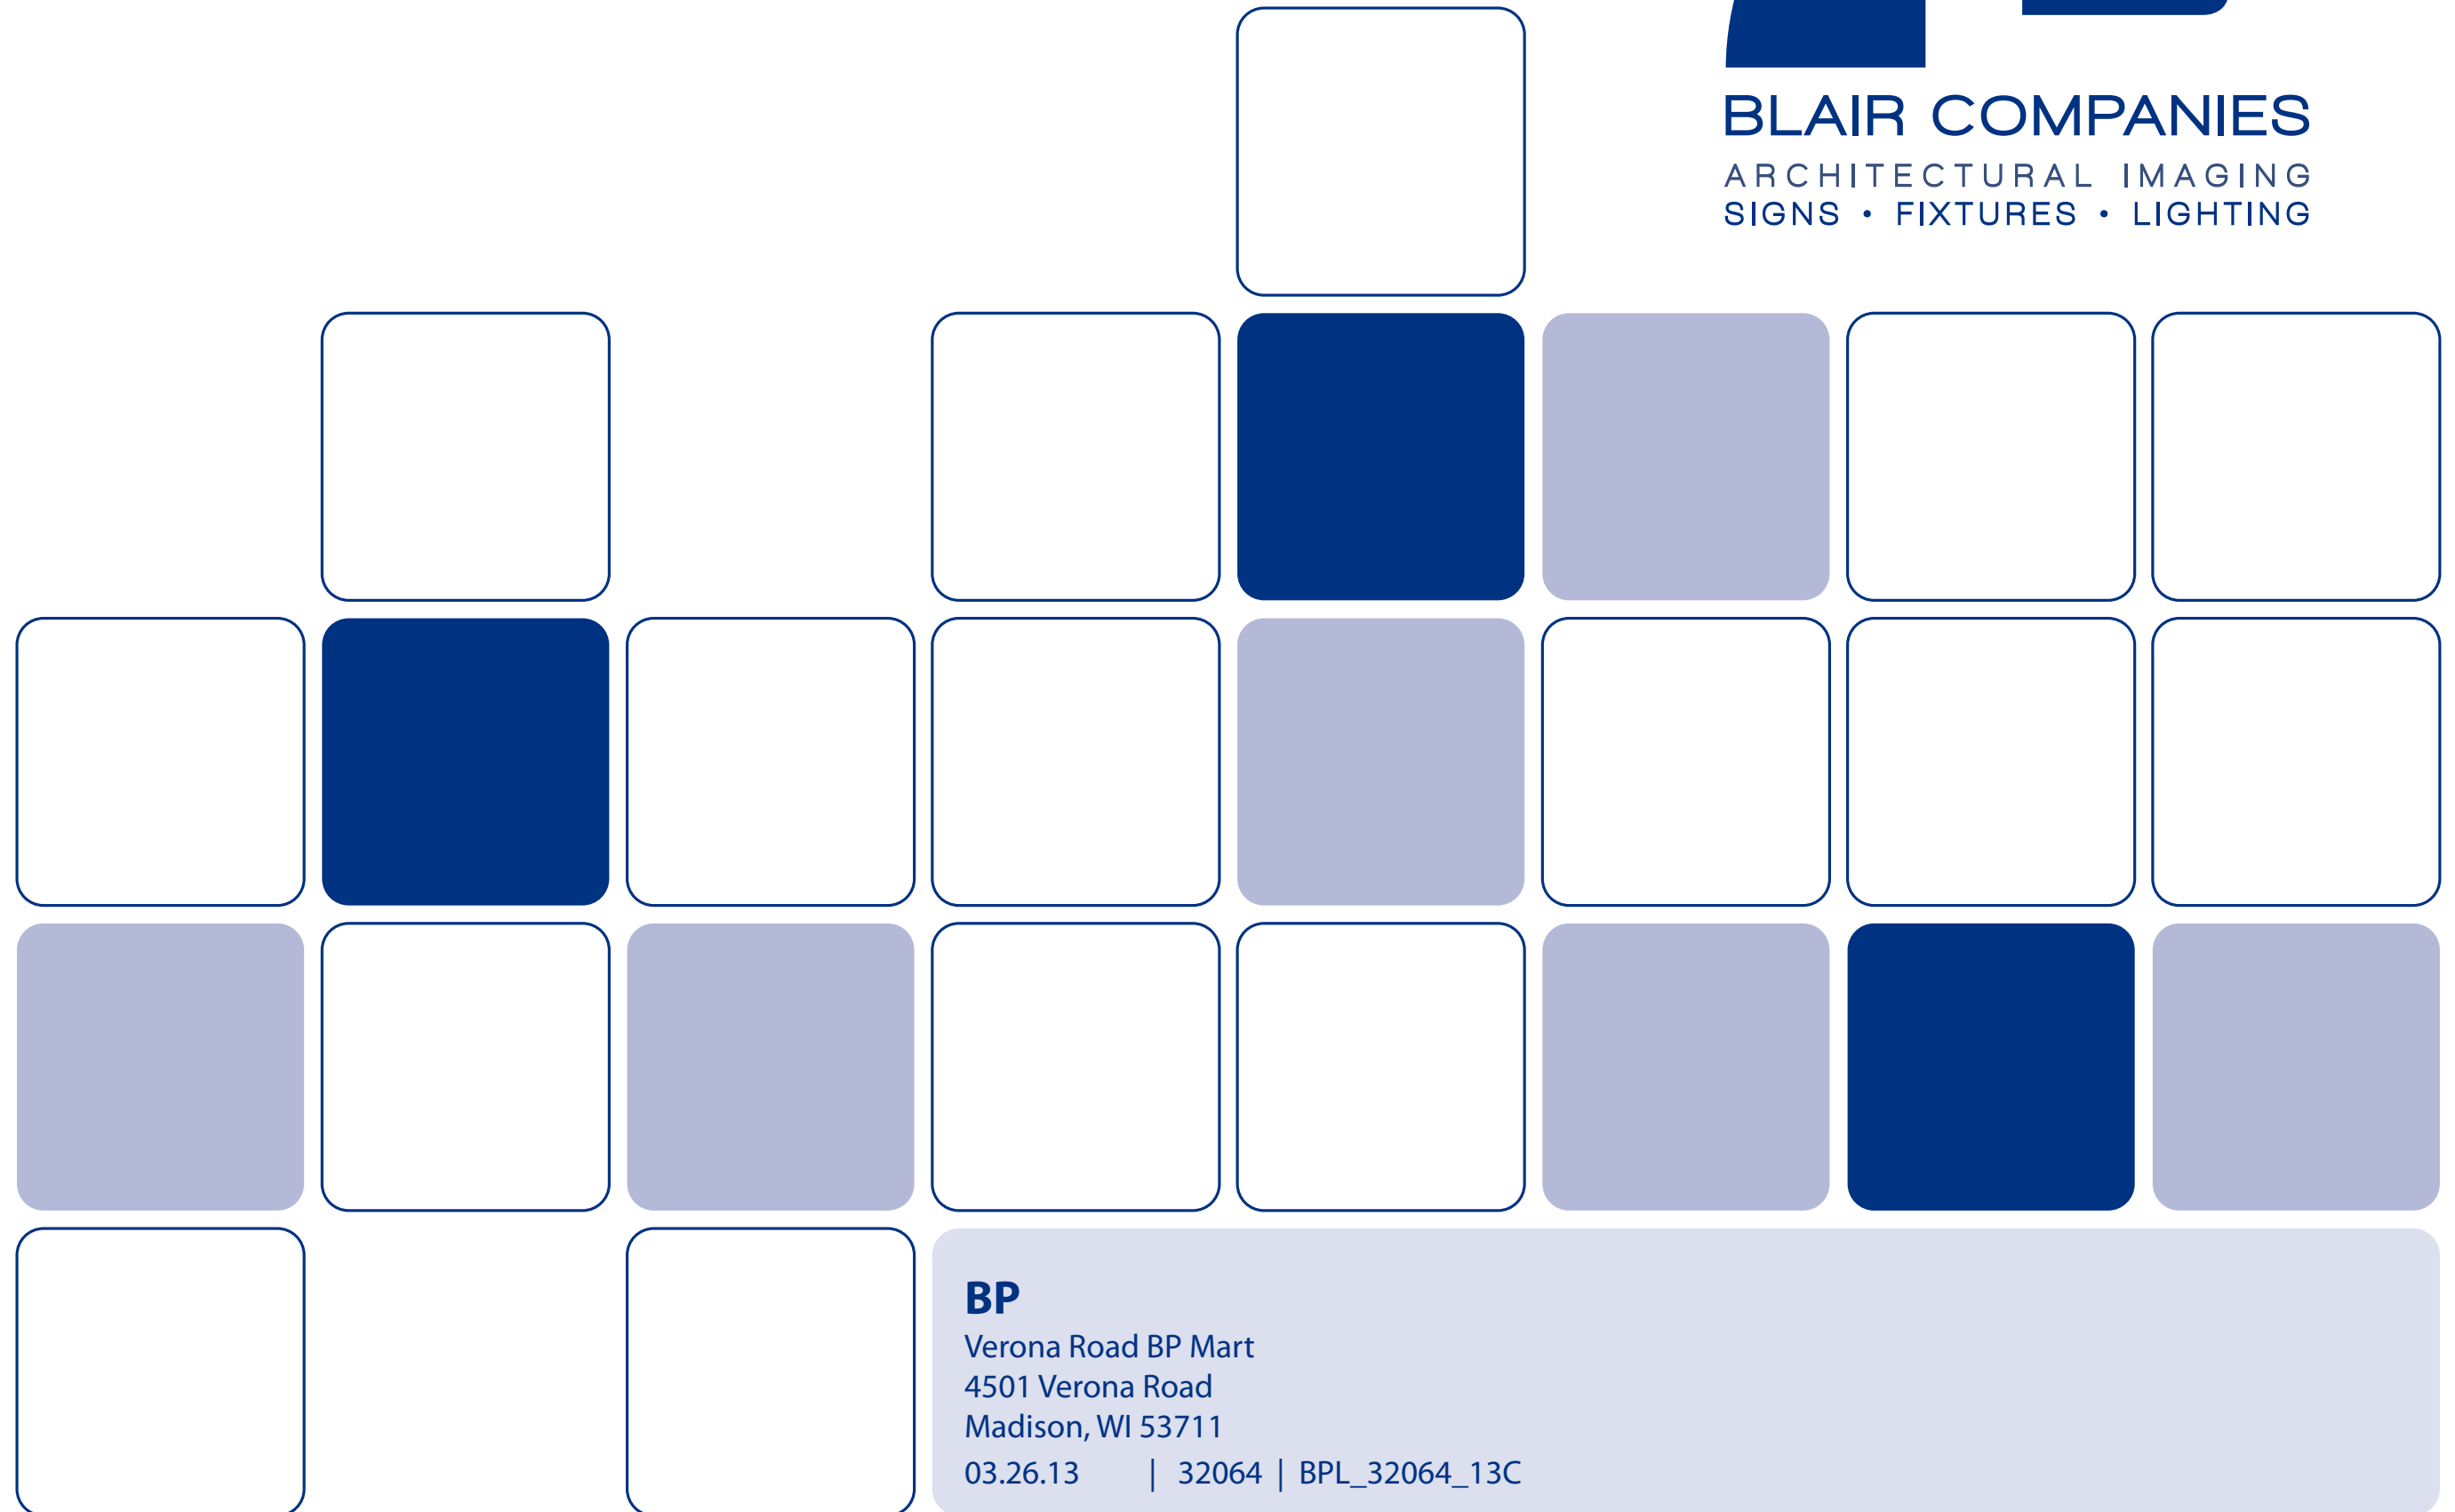 BLAIR COMPANIES
ARCHITECTURAL IMAGING
SIGNS • FIXTURES • LIGHTING
BP
Verona Road BP Mart
4501 Verona Road
Madison, WI 53711
03.26.13 | 32064 | BPL_32064_13C